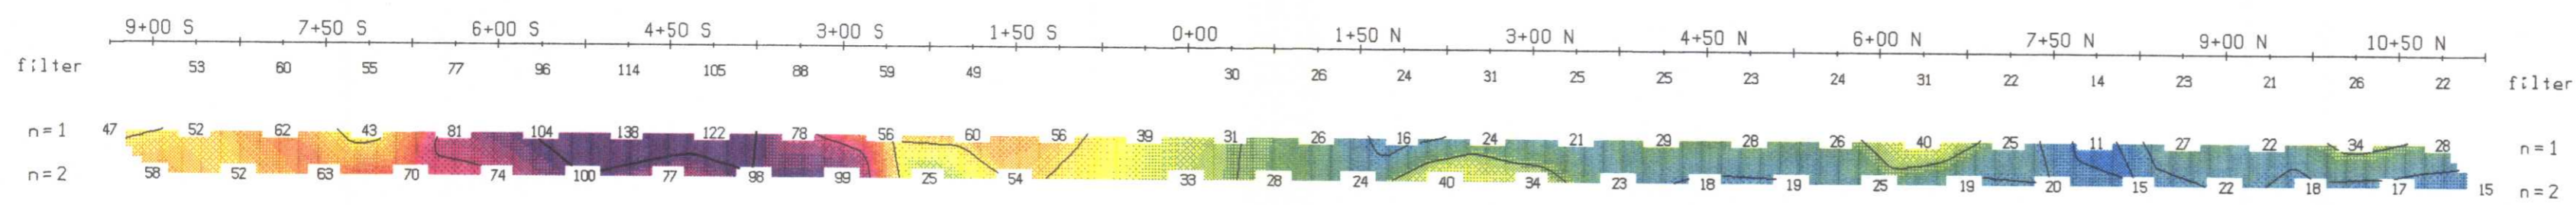 9+00 S 7+50 S 6+00 S 4+50 S 3+00 S 1+50 S 0+00 1+50 N 3+00 N 4+50 N 6+00 N 7+50 N 9+00 N 10+50 N
filter 53 60 55 77 96 114 105 88 59 49 30 26 24 31 25 25 23 24 31 22 14 23 21 26 22 filter
n=1 47 52 62 43 81 104 138 122 78 56 60 56 39 31 26 16 24 21 29 28 26 40 25 11 27 22 34 28 n=1
n=2 58 52 63 70 74 100 77 98 99 25 54 33 28 24 40 34 23 18 19 25 19 20 15 22 18 17 15 n=2